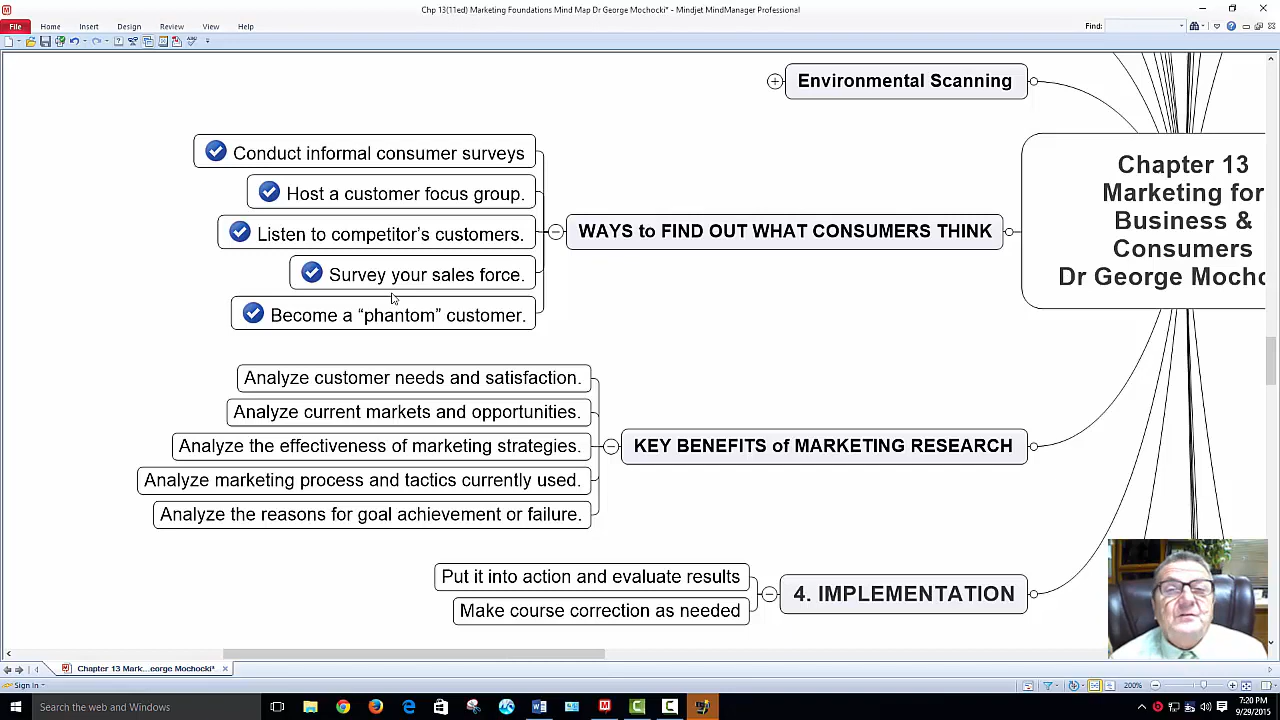 Chp 13(11ed) Marketing Foundations Mind Map Dr George Mochocki* - Mindjet MindManager Professional
File Home Insert Design Review View Help
Find:
Environmental Scanning
Conduct informal consumer surveys
Host a customer focus group.
Listen to competitor’s customers.
Survey your sales force.
Become a “phantom” customer.
WAYS to FIND OUT WHAT CONSUMERS THINK
Chapter 13
Marketing for
Business &
Consumers
Dr George Mocho
Analyze customer needs and satisfaction.
Analyze current markets and opportunities.
Analyze the effectiveness of marketing strategies.
Analyze marketing process and tactics currently used.
Analyze the reasons for goal achievement or failure.
KEY BENEFITS of MARKETING RESEARCH
Put it into action and evaluate results
Make course correction as needed
4. IMPLEMENTATION
Chapter 13 Mark...eorge Mochocki*
Sign In
200%
Search the web and Windows
7:20 PM
9/29/2015